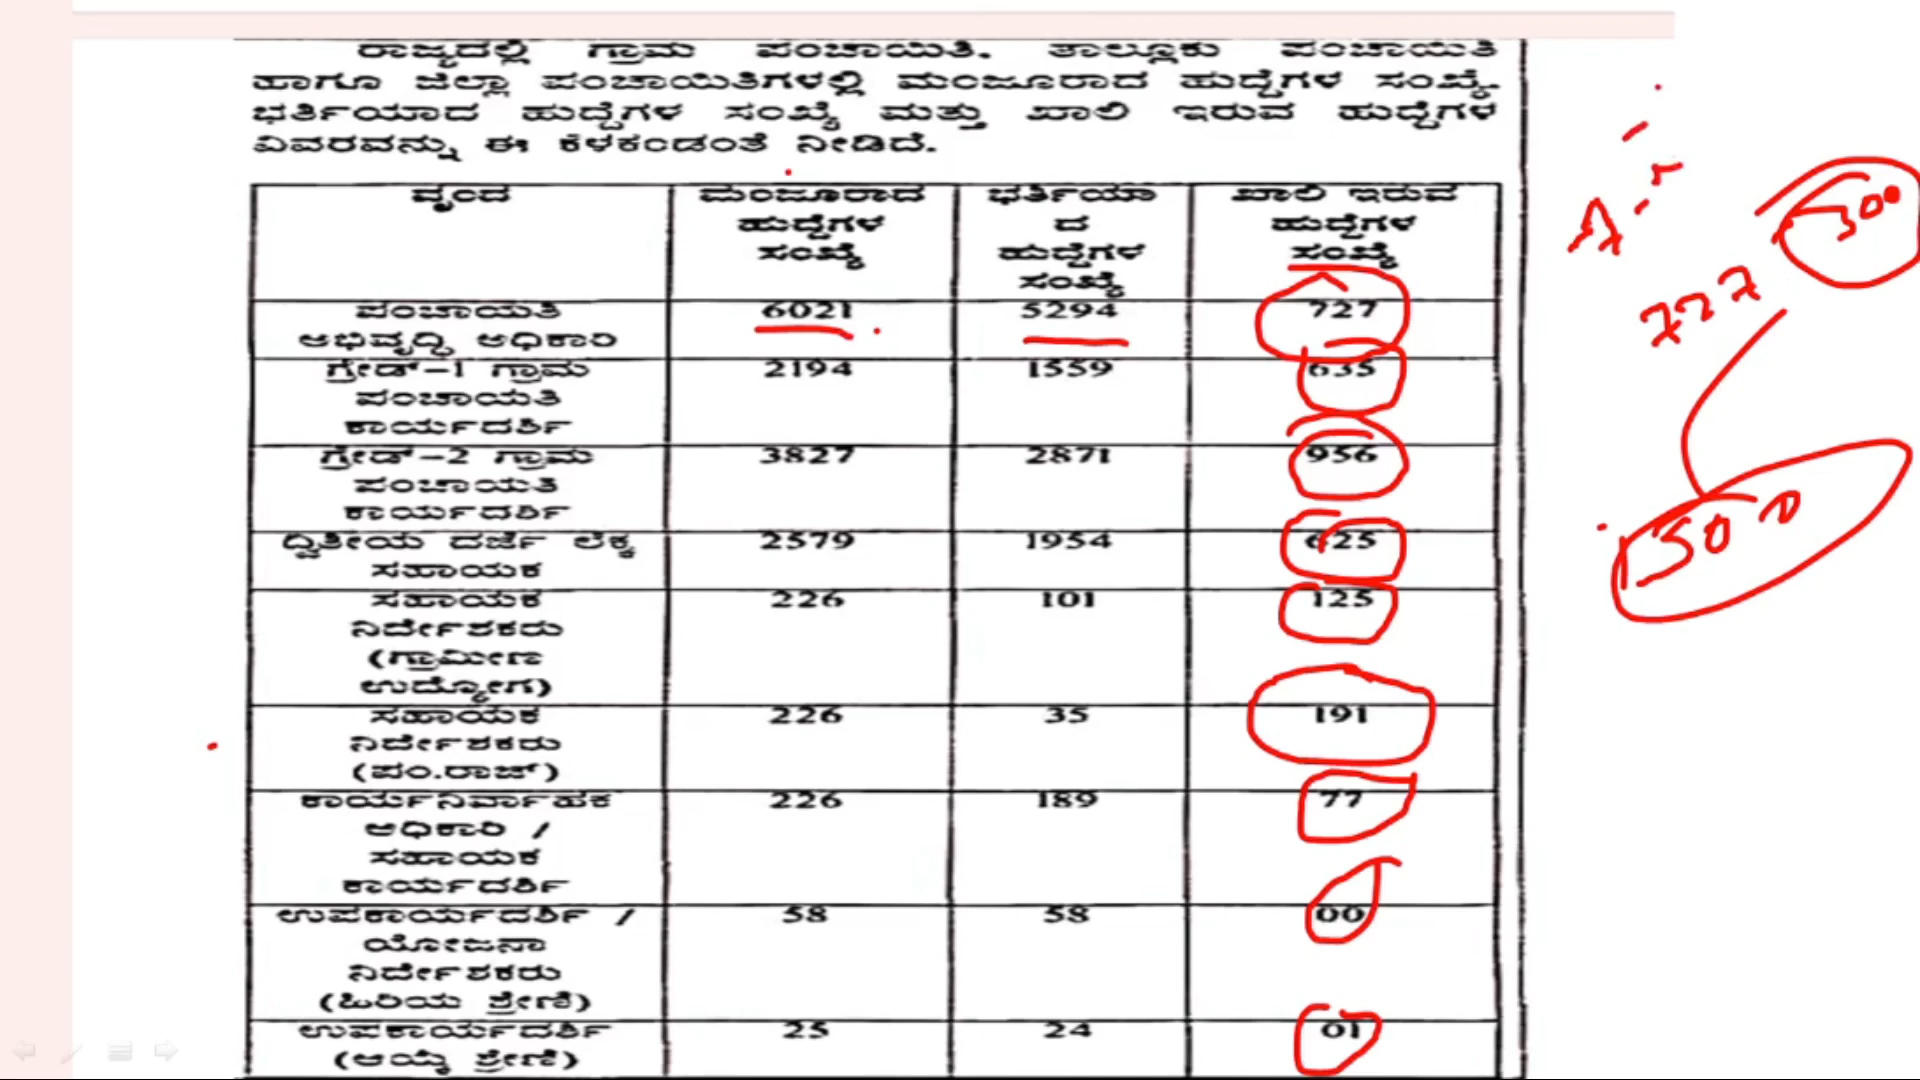 ರಾಜ್ಯದಲ್ಲಿ ಗ್ರಾಮ ಪಂಚಾಯಿತಿ, ತಾಲ್ಲೂಕು ಪಂಚಾಯಿತಿ
ಹಾಗೂ ಜಿಲ್ಲಾ ಪಂಚಾಯಿತಿಗಳಲ್ಲಿ ಮಂಜೂರಾದ ಹುದ್ದೆಗಳ ಸಂಖ್ಯೆ,
ಭರ್ತಿಯಾದ ಹುದ್ದೆಗಳ ಸಂಖ್ಯೆ ಮತ್ತು ಖಾಲಿ ಇರುವ ಹುದ್ದೆಗಳ
ವಿವರವನ್ನು ಈ ಕೆಳಕಂಡಂತೆ ನೀಡಿದೆ.
ವೃಂದ ಮಂಜೂರಾದ ಭರ್ತಿಯಾ ಖಾಲಿ ಇರುವ
ಹುದ್ದೆಗಳ ದ ಹುದ್ದೆಗಳ
ಸಂಖ್ಯೆ ಹುದ್ದೆಗಳ ಸಂಖ್ಯೆ
ಸಂಖ್ಯೆ
ಪಂಚಾಯತಿ 6021 5294 727
ಅಭಿವೃದ್ಧಿ ಅಧಿಕಾರಿ
ಗ್ರೇಡ್-1 ಗ್ರಾಮ 2194 1559 635
ಪಂಚಾಯತಿ
ಕಾರ್ಯದರ್ಶಿ
ಗ್ರೇಡ್-2 ಗ್ರಾಮ 3827 2871 956
ಪಂಚಾಯತಿ
ಕಾರ್ಯದರ್ಶಿ
ದ್ವಿತೀಯ ದರ್ಜೆ ಲೆಕ್ಕ 2579 1954 625
ಸಹಾಯಕ
ಸಹಾಯಕ 226 101 125
ನಿರ್ದೇಶಕರು
(ಗ್ರಾಮೀಣ
ಉದ್ಯೋಗ)
ಸಹಾಯಕ 226 35 191
ನಿರ್ದೇಶಕರು
(ಪಂ.ರಾಜ್)
ಕಾರ್ಯನಿರ್ವಾಹಕ 226 189 77
ಅಧಿಕಾರಿ /
ಸಹಾಯಕ
ಕಾರ್ಯದರ್ಶಿ
ಉಪಕಾರ್ಯದರ್ಶಿ / 58 58 00
ಯೋಜನಾ
ನಿರ್ದೇಶಕರು
(ಹಿರಿಯ ಶ್ರೇಣಿ)
ಉಪಕಾರ್ಯದರ್ಶಿ 25 24 01
(ಆಯ್ಕೆ ಶ್ರೇಣಿ)
300
727
1500